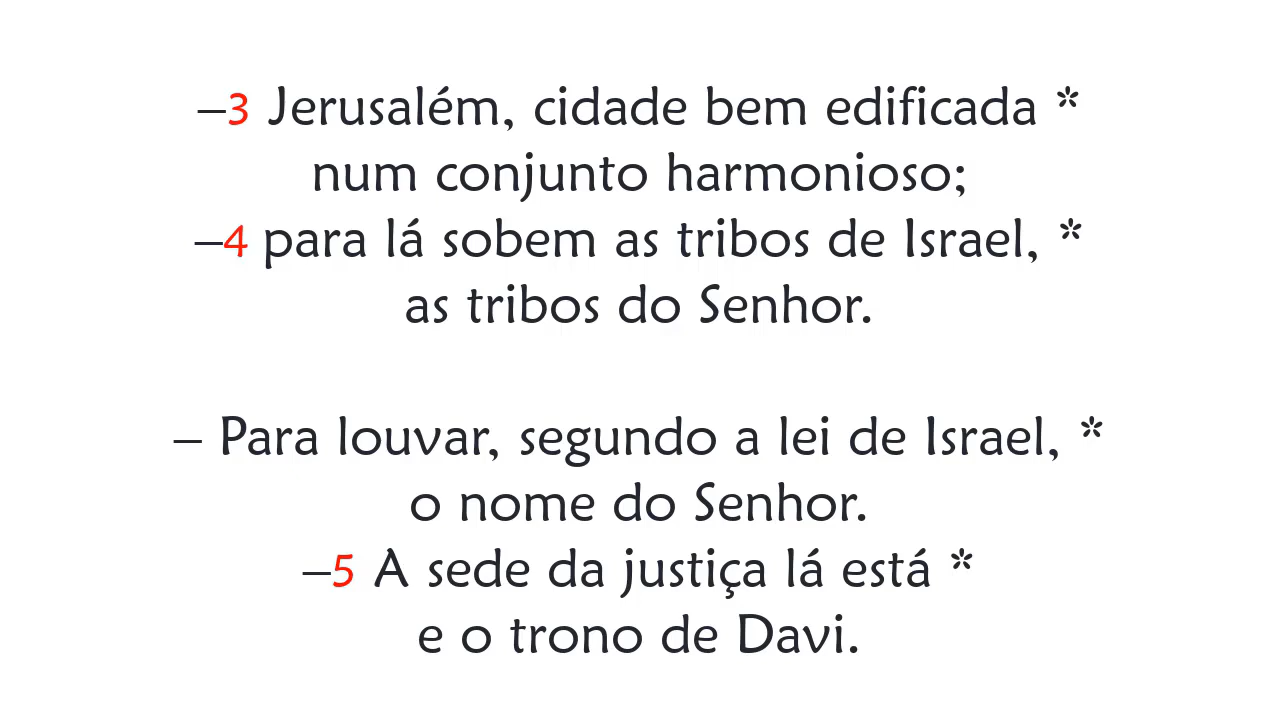 –3 Jerusalém, cidade bem edificada *
num conjunto harmonioso;
–4 para lá sobem as tribos de Israel, *
as tribos do Senhor.
– Para louvar, segundo a lei de Israel, *
o nome do Senhor.
–5 A sede da justiça lá está *
e o trono de Davi.